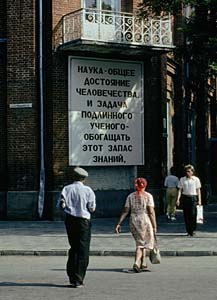 НАУКА-ОБЩЕЕ
ДОСТОЯНИЕ
ЧЕЛОВЕЧЕСТВА,
И ЗАДАЧА
ПОДЛИННОГО
УЧЕНОГО-
ОБОГАЩАТЬ
ЭТОТ ЗАПАС
ЗНАНИЙ,